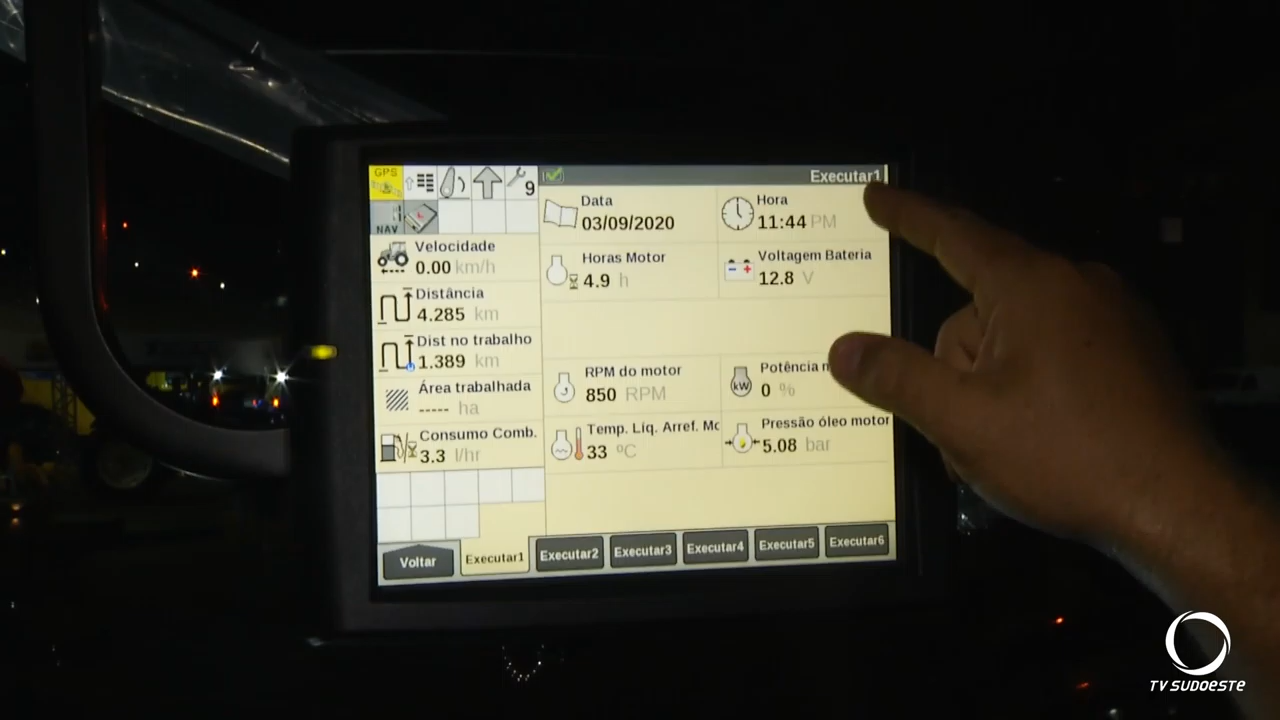 GPS
9
Executar1
NAV
Velocidade
0.00 km/h
Distância
4.285 km
Dist no trabalho
1.389 km
Área trabalhada
----- ha
Consumo Comb.
3.3 l/hr
Data
03/09/2020
Hora
11:44 PM
Horas Motor
4.9 h
Voltagem Bateria
12.8 V
RPM do motor
850 RPM
Potência
kW
0 %
Temp. Liq. Arref. Mo
33 ºC
Pressão óleo motor
5.08 bar
Voltar
Executar1
Executar2
Executar3
Executar4
Executar5
Executar6
TV SUDOESTE